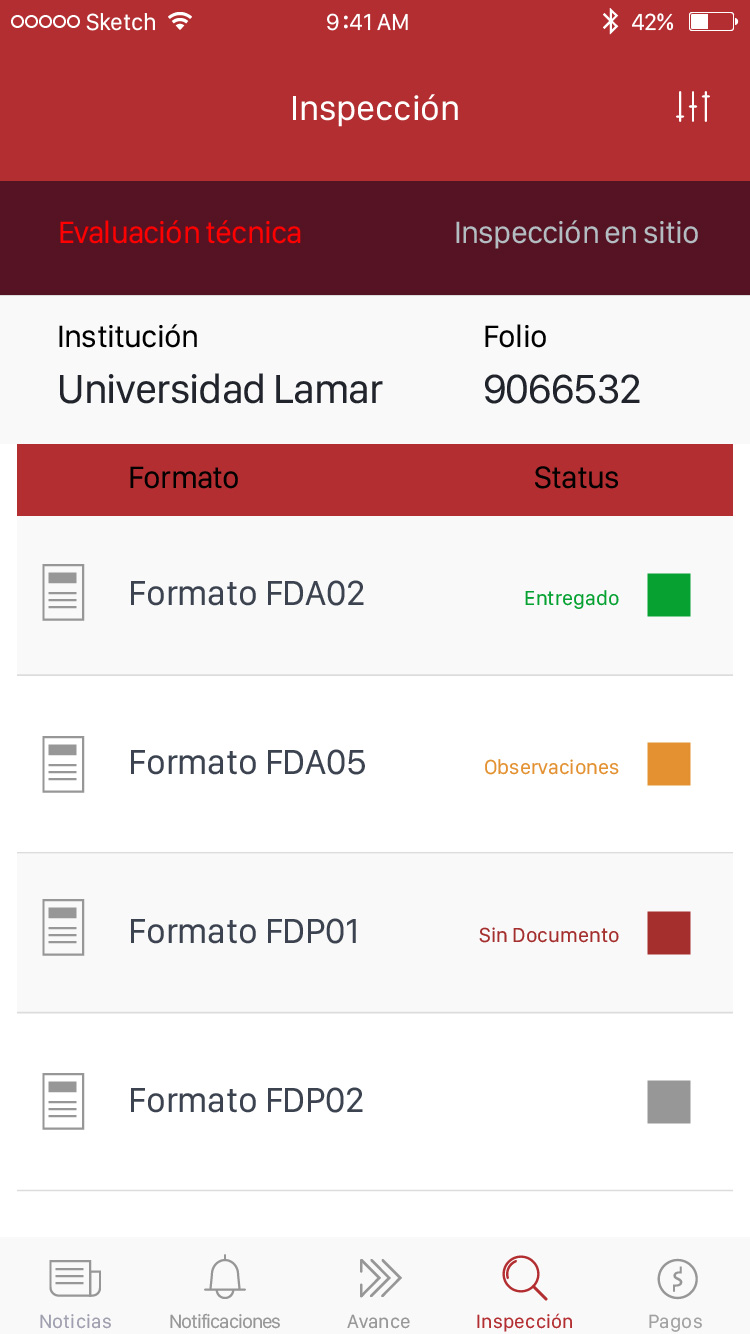 Sketch 9:41 AM 42%
Inspección
Evaluación técnica Inspección en sitio
Institución Folio
Universidad Lamar 9066532
Formato Status
Formato FDA02 Entregado
Formato FDA05 Observaciones
Formato FDP01 Sin Documento
Formato FDP02
Noticias Notificaciones Avance Inspección Pagos